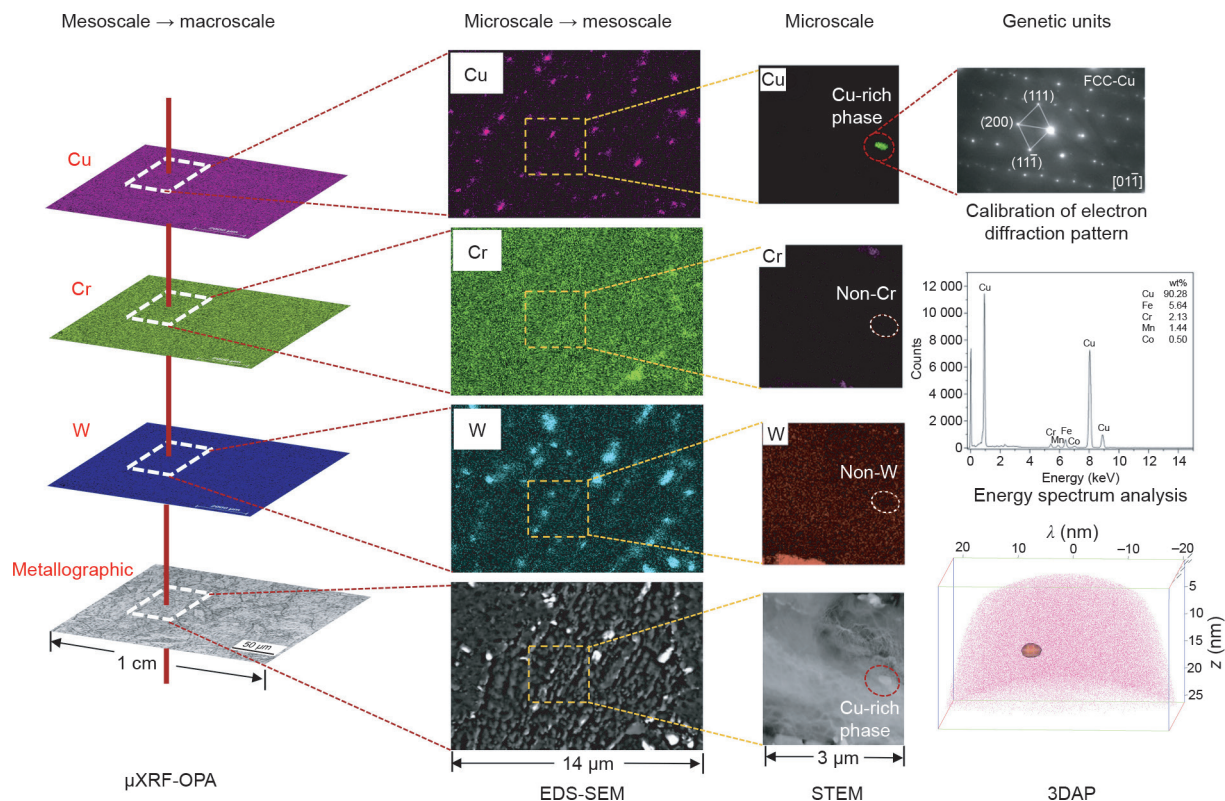 Mesoscale → macroscale
Microscale → mesoscale
Microscale
Genetic units
Cu
Cr
W
Metallographic
50 μm
1 cm
μXRF-OPA
Cu
Cr
W
14 μm
EDS-SEM
Cu
Cu-rich
phase
Cr
Non-Cr
W
Non-W
Cu-rich
phase
3 μm
STEM
FCC-Cu
(111)
(200)
(11̄1̄)
[011̄]
Calibration of electron
diffraction pattern
12 000
10 000
8 000
6 000
4 000
2 000
0
Counts
Cu
Cu
Cu
Cr
Mn
Fe
Co
wt%
Cu 90.28
Fe 5.64
Cr 2.13
Mn 1.44
Co 0.50
0 2 4 6 8 10 12 14
Energy (keV)
Energy spectrum analysis
λ (nm)
20 10 0 −10 −20
5
10
15
20
25
z (nm)
3DAP